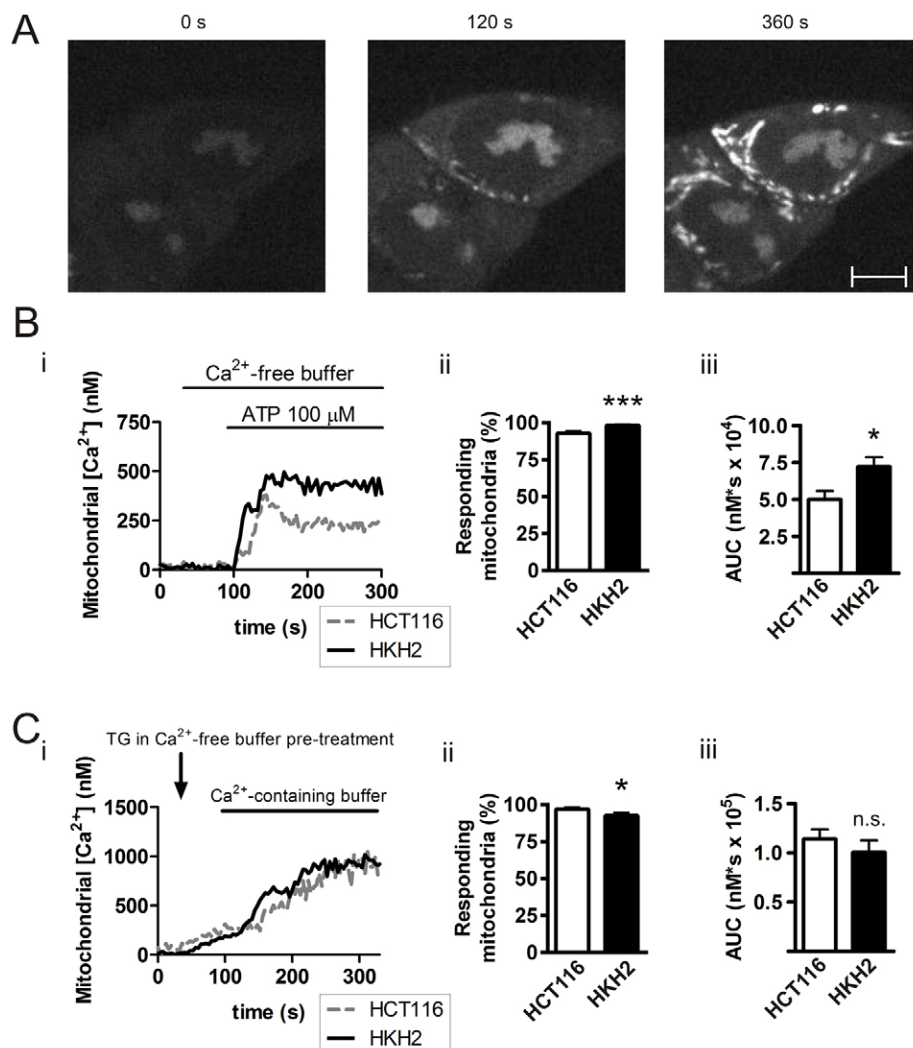 A
0 s
120 s
360 s
B
i
Ca²⁺-free buffer
ATP 100 µM
Mitochondrial [Ca²⁺] (nM)
750
500
250
0
0 100 200 300
time (s)
HCT116
HKH2
ii
***
Responding
mitochondria (%)
100
75
50
25
0
HCT116
HKH2
iii
*
AUC (nM*s x 10⁴)
7.5
5.0
2.5
HCT116
HKH2
C
i
TG in Ca²⁺-free buffer pre-treatment
Ca²⁺-containing buffer
Mitochondrial [Ca²⁺] (nM)
1500
1000
500
0
0 100 200 300
time (s)
HCT116
HKH2
ii
*
Responding
mitochondria (%)
100
75
50
25
0
HCT116
HKH2
iii
n.s.
AUC (nM*s x 10⁵)
1.5
1.0
0.5
HCT116
HKH2